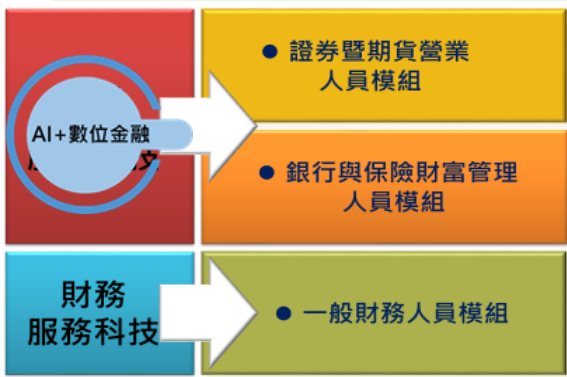 AI+數位金融
● 證券暨期貨營業
人員模組
● 銀行與保險財富管理
人員模組
財務
服務科技
● 一般財務人員模組